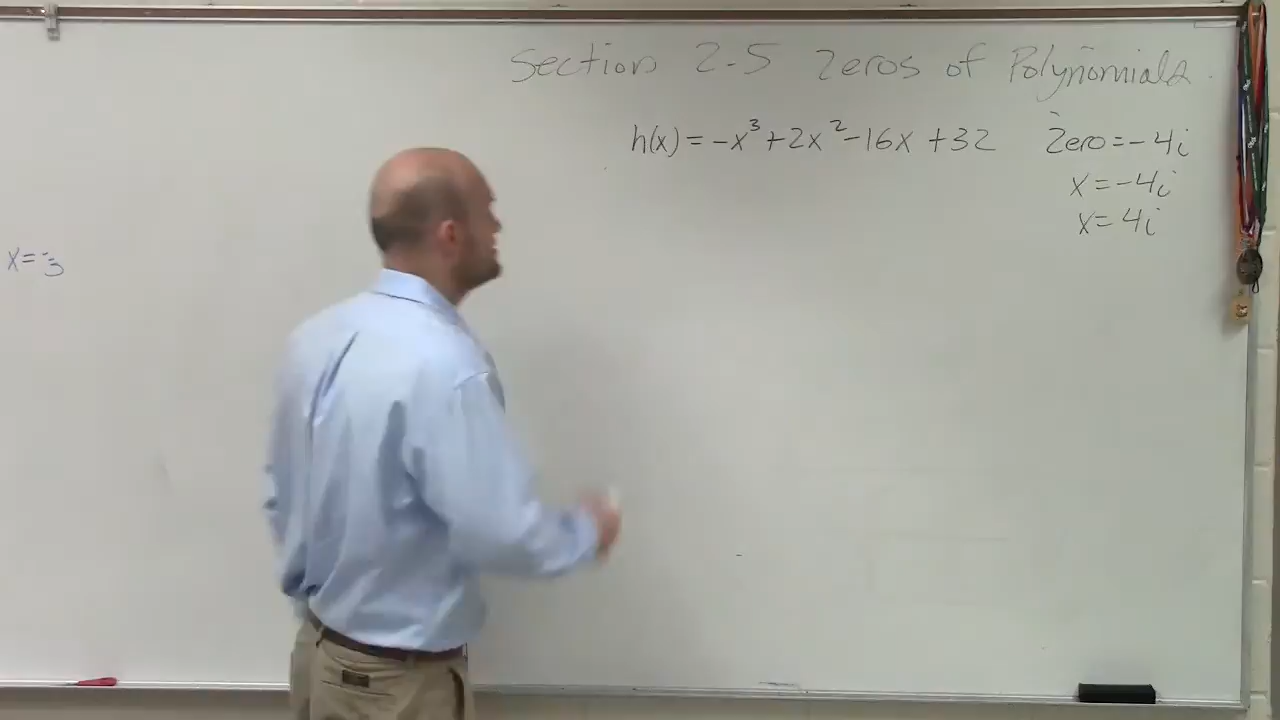 Section 2.5 Zeros of Polynomials
h(x) = -x³ + 2x² - 16x + 32 Zero = -4i
x = -4i
x = 4i
x = -3